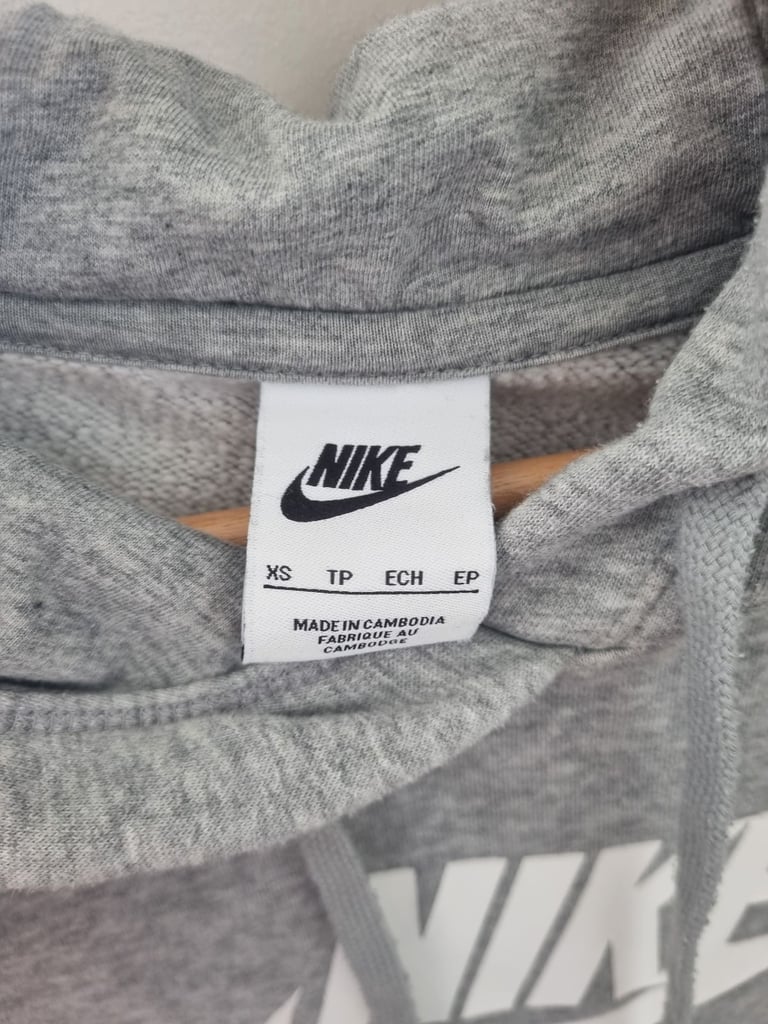 NIKE
XS TP ECH EP
MADE IN CAMBODIA
FABRIQUE AU
CAMBODGE
NIKE